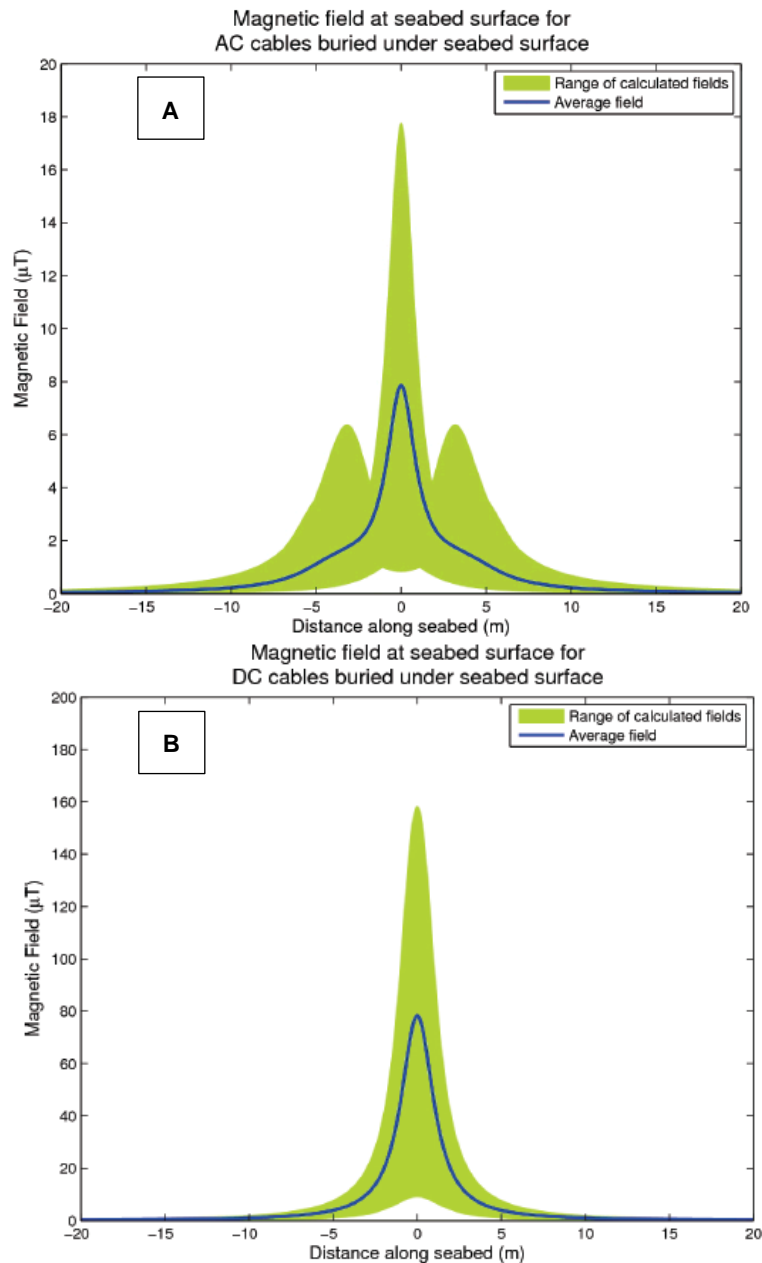 Magnetic field at seabed surface for
AC cables buried under seabed surface
A
Range of calculated fields
Average field
20
18
16
14
12
10
8
6
4
2
0
Magnetic Field (μT)
−20 −15 −10 −5 0 5 10 15 20
Distance along seabed (m)
Magnetic field at seabed surface for
DC cables buried under seabed surface
B
Range of calculated fields
Average field
200
180
160
140
120
100
80
60
40
20
0
Magnetic Field (μT)
−20 −15 −10 −5 0 5 10 15 20
Distance along seabed (m)